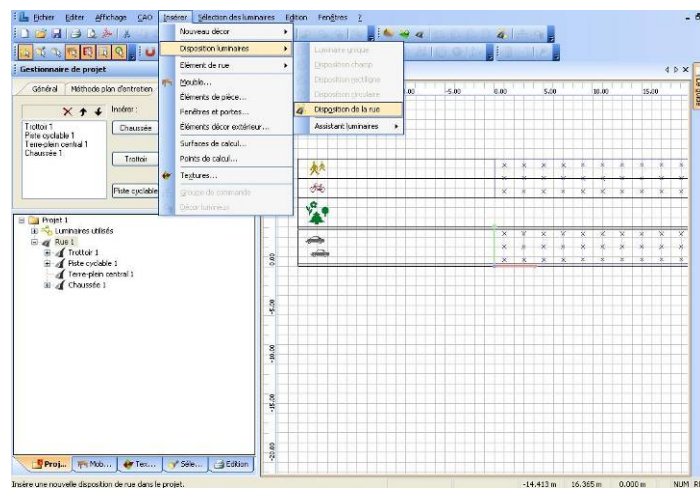 Fichier Editer Affichage CAO Insérer Sélection des luminaires Edition Fenêtres ?
Nouveau décor
Disposition luminaires
Elément de rue
Meuble...
Éléments de pièce...
Fenêtres et portes...
Éléments décor extérieur...
Surfaces de calcul...
Points de calcul...
Textures...
Groupe de commande
Décor lumineux
Luminaire unique
Disposition champ
Disposition rectiligne
Disposition circulaire
Disposition de la rue
Assistant luminaires
Gestionnaire de projet
Général Méthode plan d'entretien
Insérer :
Trottoir 1
Piste cyclable 1
Terre-plein central 1
Chaussée 1
Chaussée
Trottoir
Piste cyclable
Projet 1
Luminaires utilisés
Rue 1
Trottoir 1
Piste cyclable 1
Terre-plein central 1
Chaussée 1
-5.00 0.00 5.00 10.00 15.00
0.00
-5.00
-10.00
-15.00
-20.00
Proj... Mob... Tex... Séle... Edition
Insère une nouvelle disposition de rue dans le projet.
-14.413 m 16.365 m 0.000 m NUM